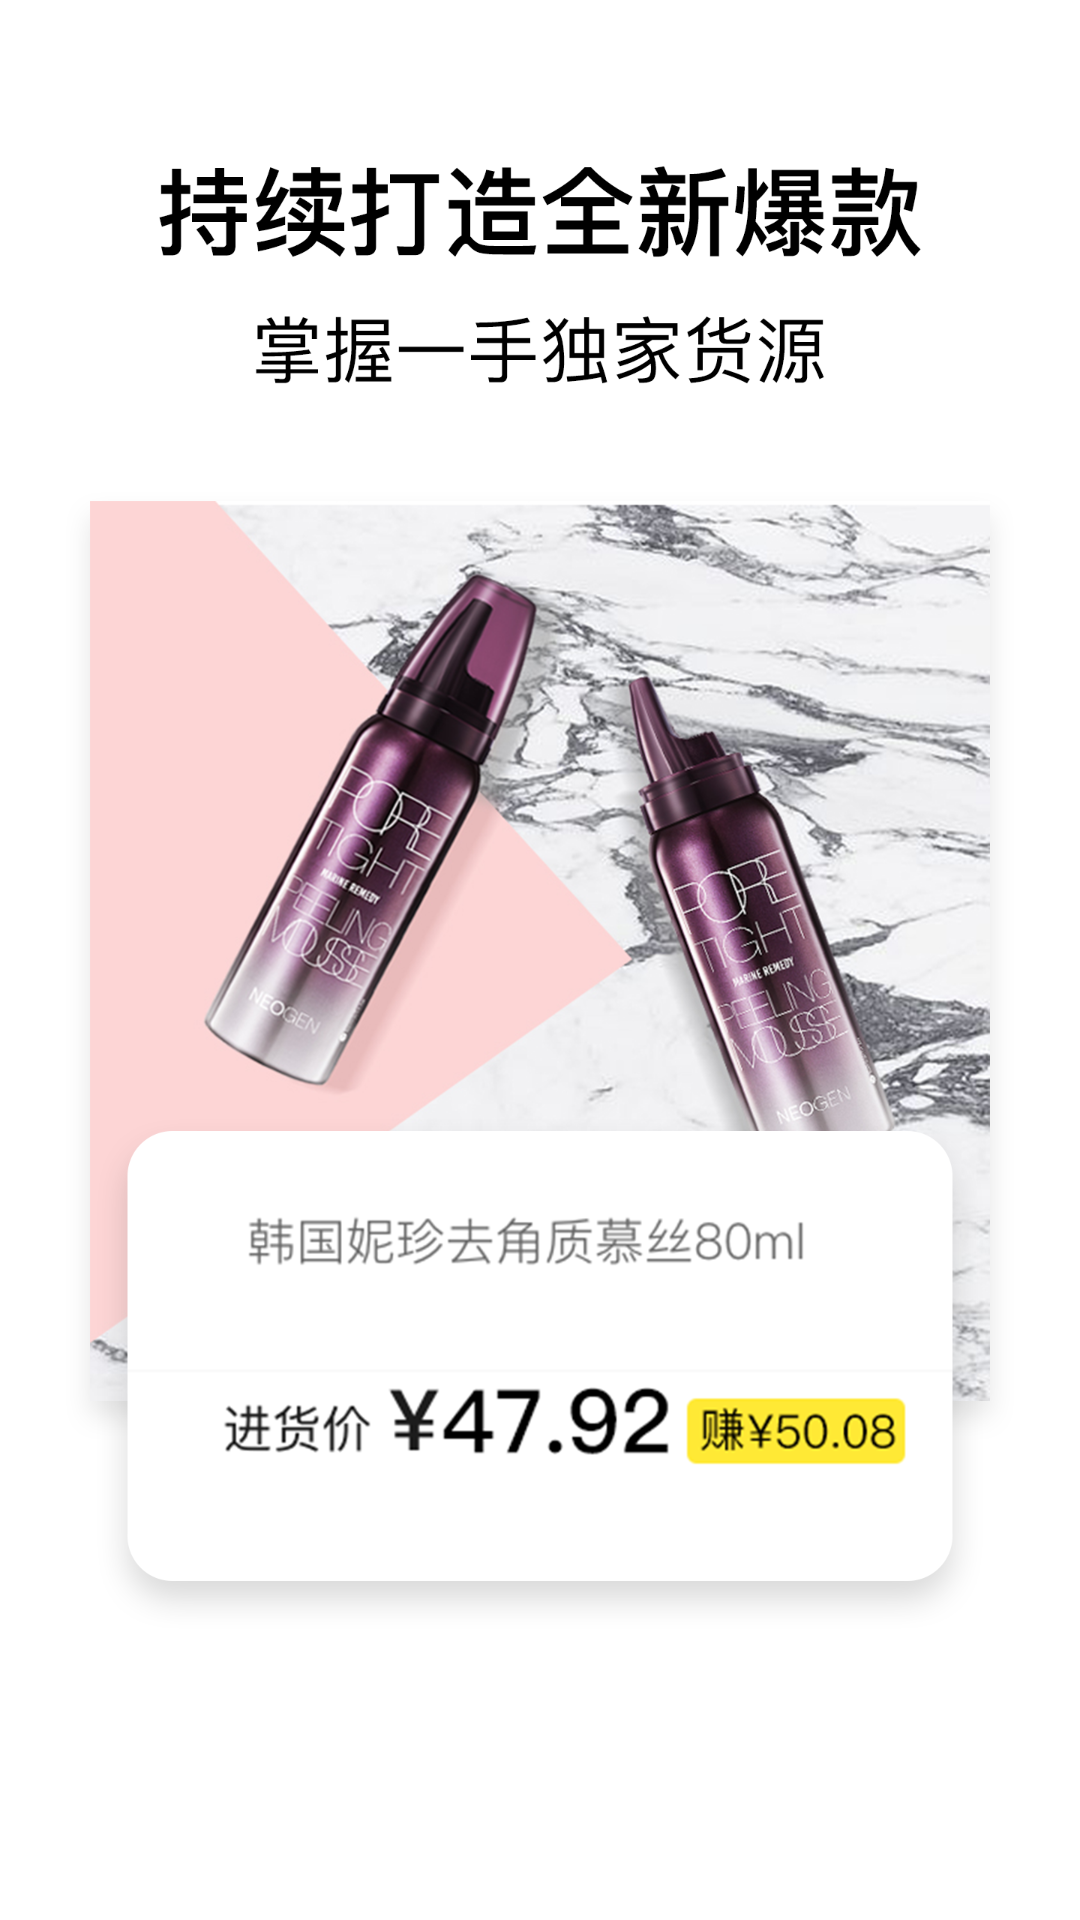 持续打造全新爆款
掌握一手独家货源
PORE
TIGHT
MARINE REMEDY
PEELING
MOUSSE
NEOGEN
PORE
TIGHT
MARINE REMEDY
PEELING
MOUSSE
NEOGEN
韩国妮珍去角质慕丝80ml
进货价 ¥47.92 赚¥50.08